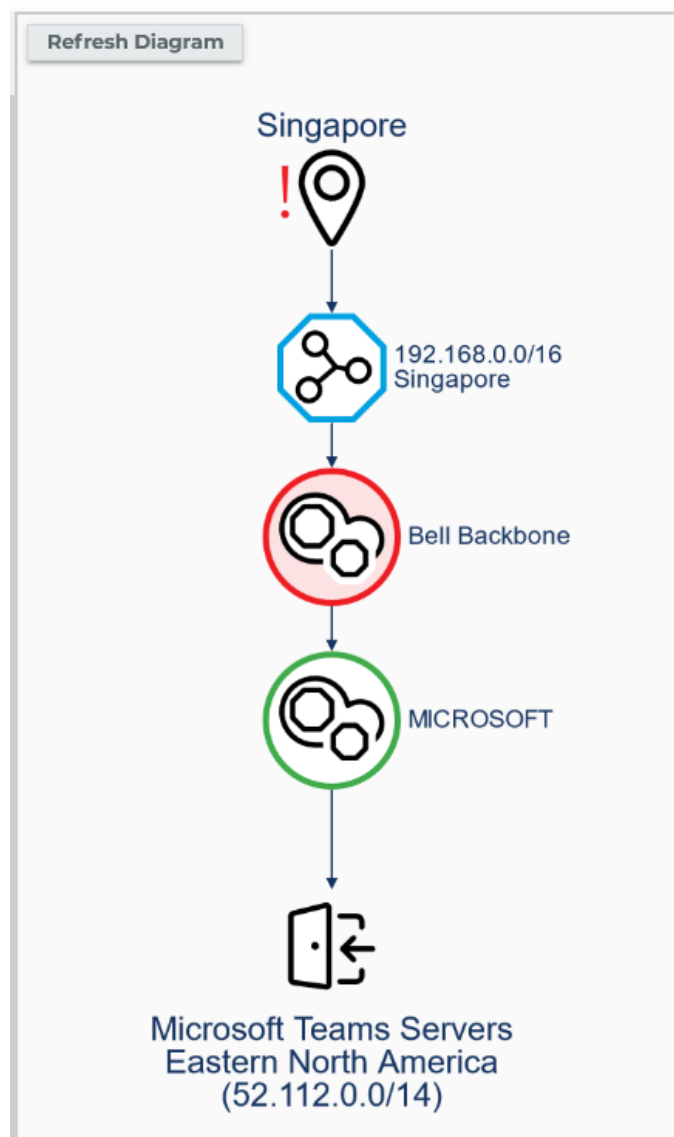 Refresh Diagram
Singapore
!
192.168.0.0/16
Singapore
Bell Backbone
MICROSOFT
Microsoft Teams Servers
Eastern North America
(52.112.0.0/14)